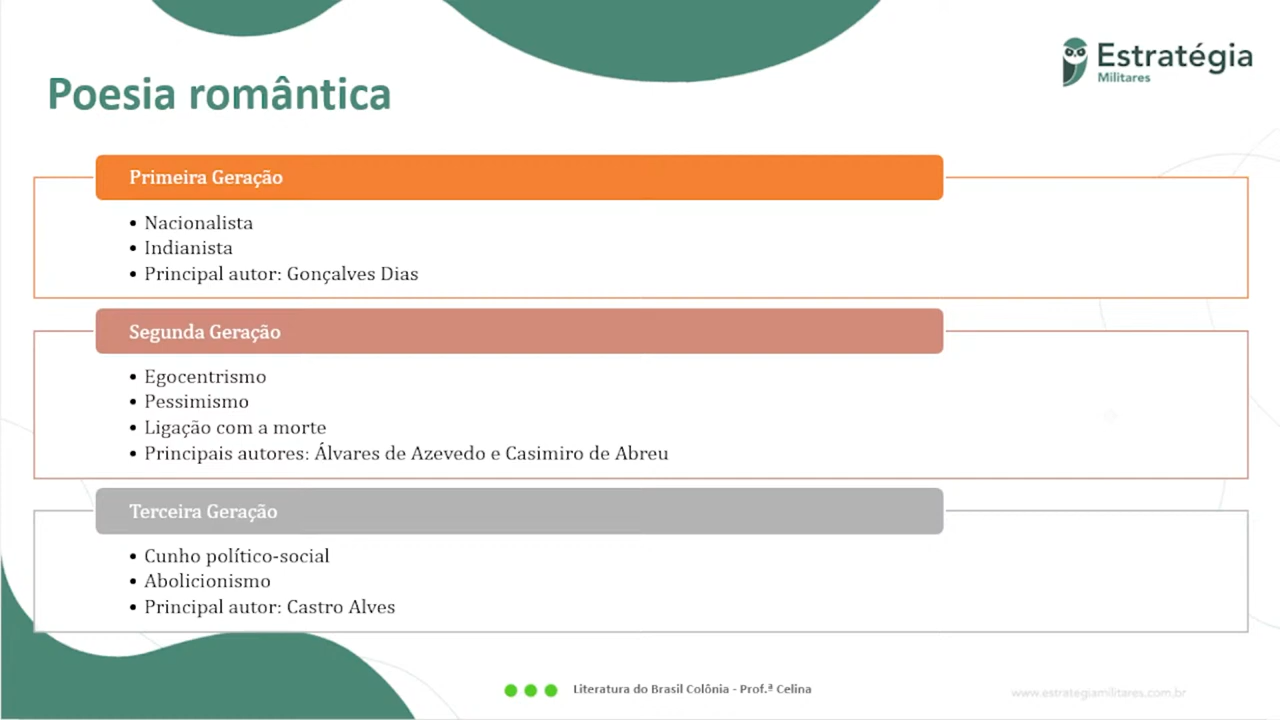 Estratégia
Militares
Poesia romântica
Primeira Geração
• Nacionalista
• Indianista
• Principal autor: Gonçalves Dias
Segunda Geração
• Egocentrismo
• Pessimismo
• Ligação com a morte
• Principais autores: Álvares de Azevedo e Casimiro de Abreu
Terceira Geração
• Cunho político-social
• Abolicionismo
• Principal autor: Castro Alves
Literatura do Brasil Colônia - Prof.ª Celina
www.estrategiamilitares.com.br